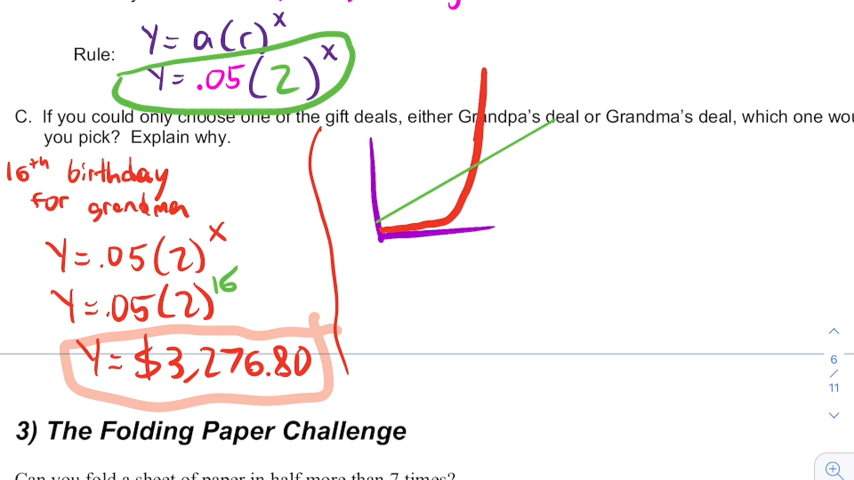 Rule:
Y = a(r)^x
Y = .05(2)^x
C. If you could only choose one of the gift deals, either Grandpa's deal or Grandma's deal, which one wou
you pick? Explain why.
16th birthday
for grandma
Y = .05(2)^x
Y = .05(2)^16
Y = $3,276.80
6
/
11
3) The Folding Paper Challenge
Can you fold a sheet of paper in half more than 7 times?